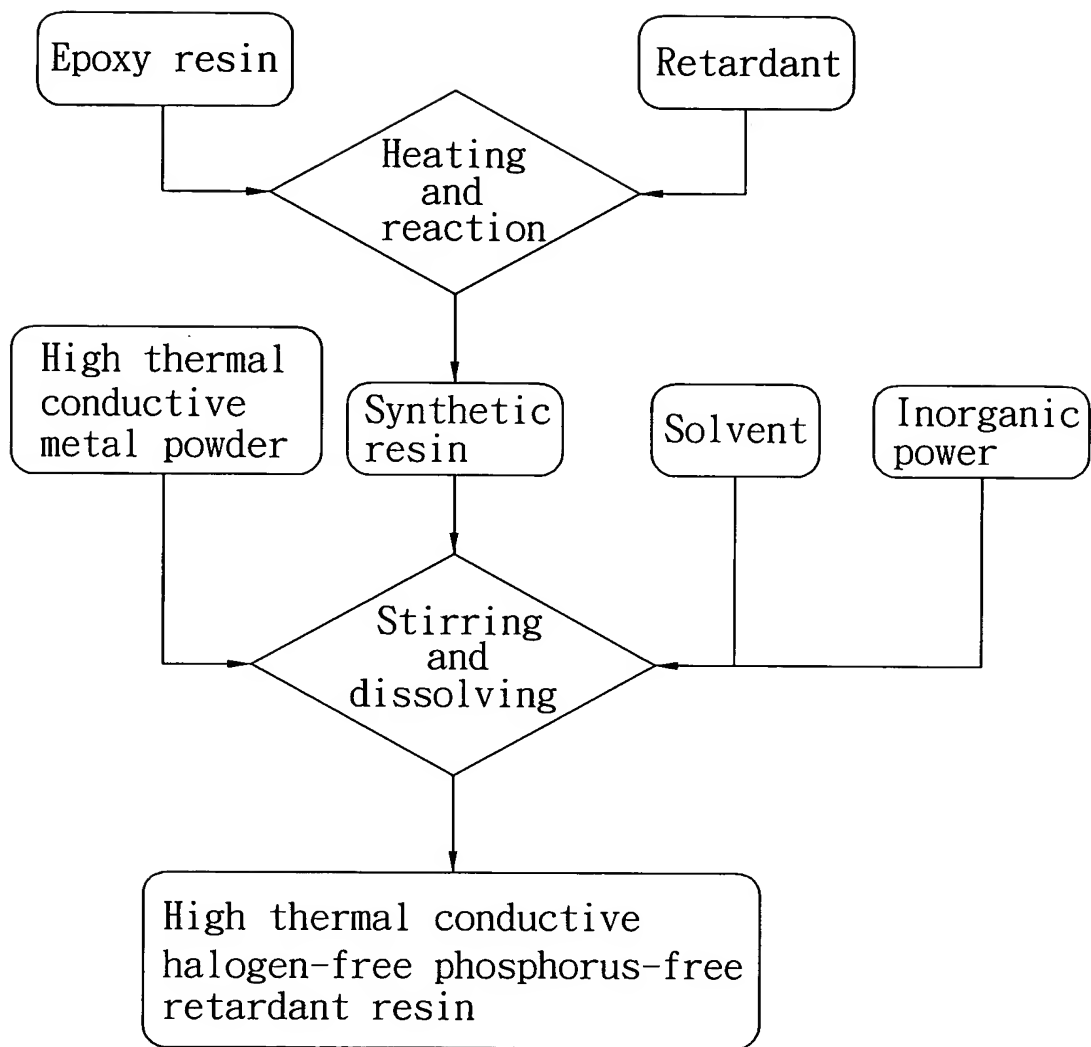 Epoxy resin
Retardant
Heating
and
reaction
High thermal
conductive
metal powder
Synthetic
resin
Solvent
Inorganic
power
Stirring
and
dissolving
High thermal conductive
halogen-free phosphorus-free
retardant resin